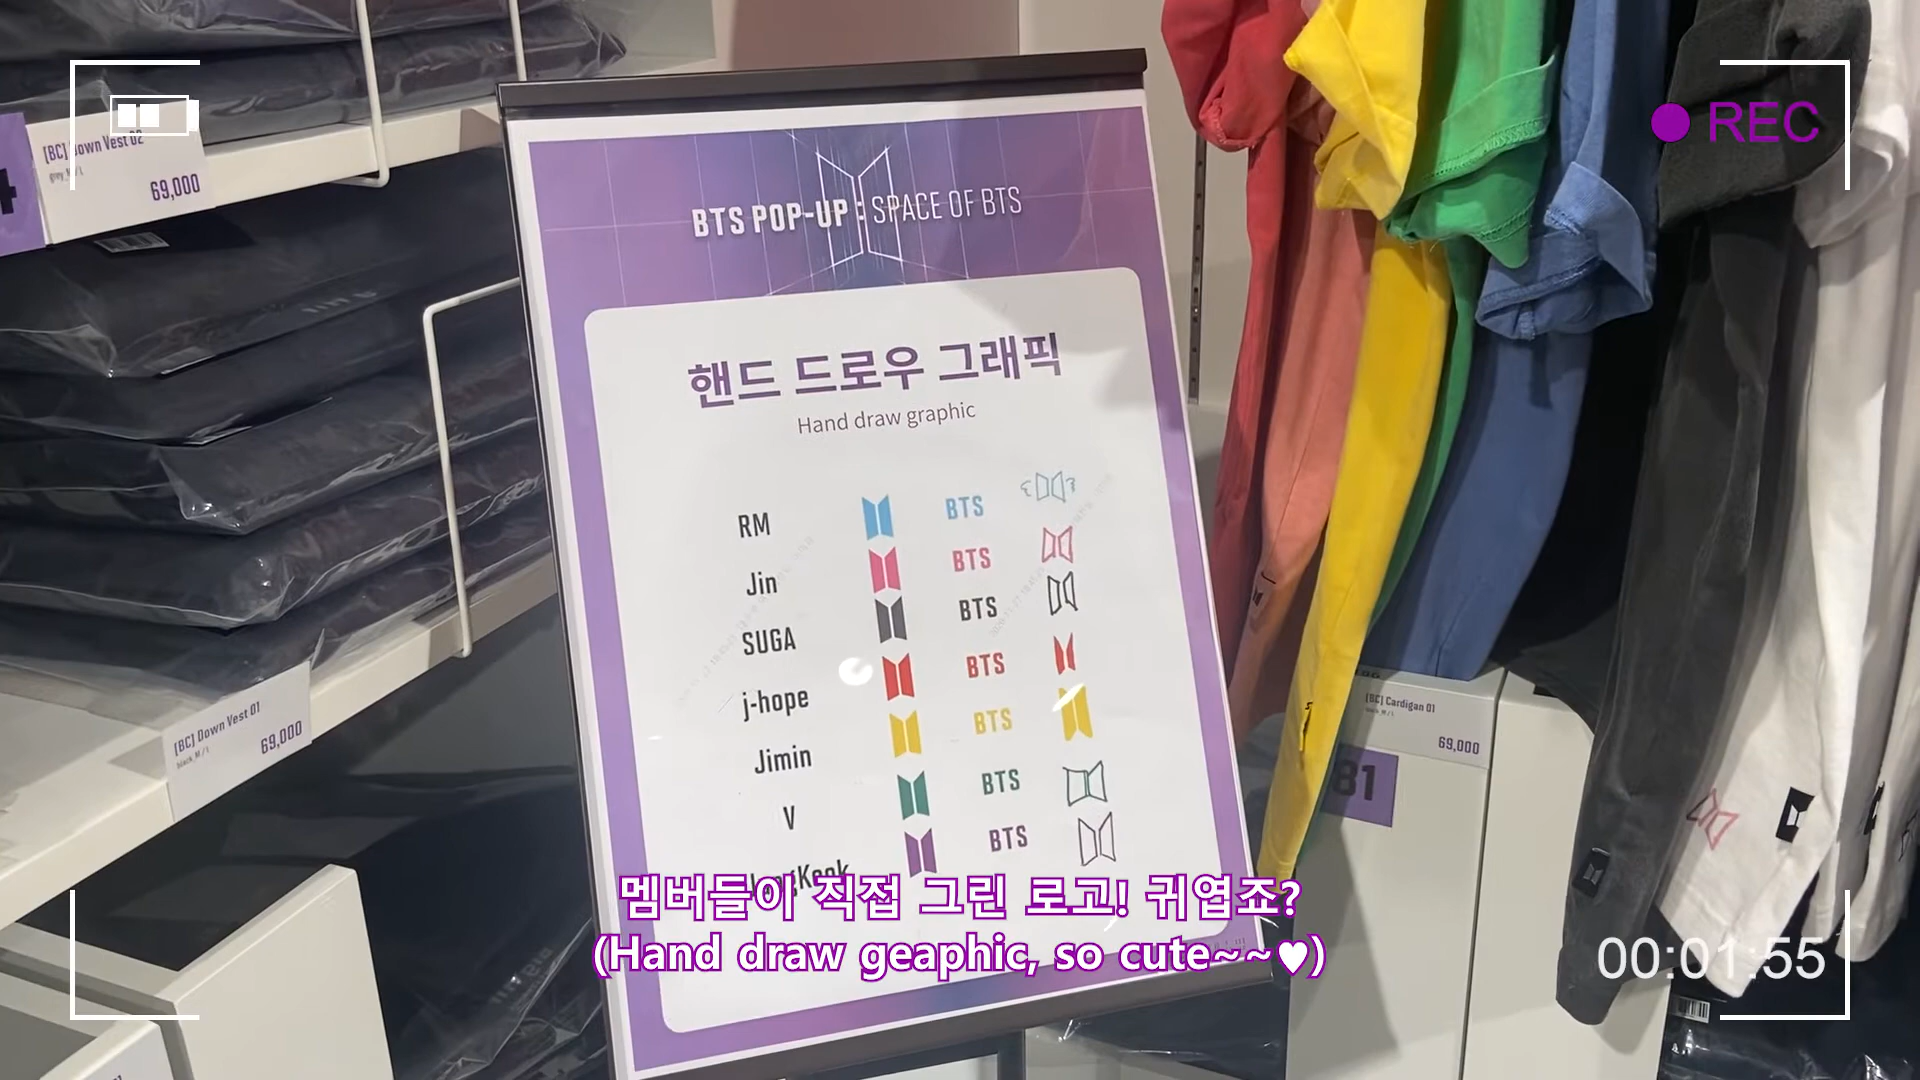 REC
[BC] Down Vest 02
69,000
BTS POP-UP : SPACE OF BTS
핸드 드로우 그래픽
Hand draw graphic
RM BTS
Jin BTS
SUGA BTS
j-hope BTS
Jimin BTS
V BTS
JungKook BTS
[BC] Down Vest 01
black_M / L
69,000
[BC] Cardigan 01
black_M / L
69,000
81
멤버들이 직접 그린 로고! 귀엽죠?
(Hand draw geaphic, so cute~~♥)
00:01:55